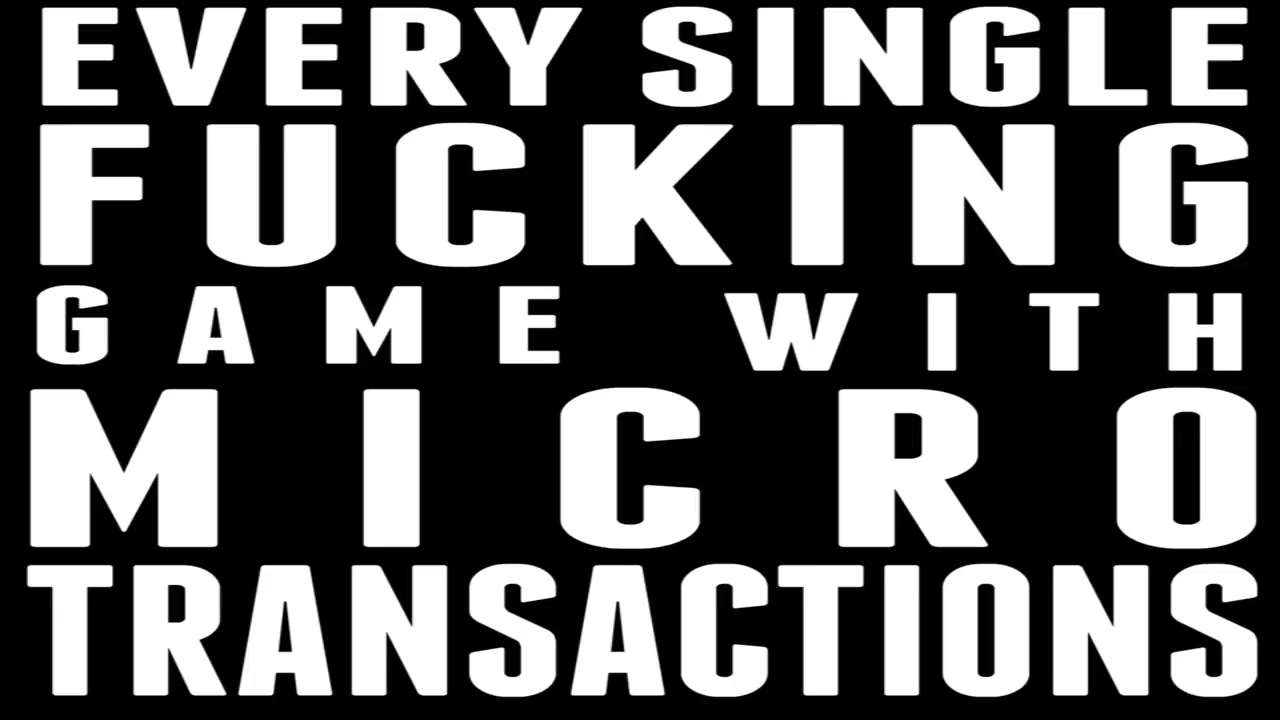 EVERY SINGLE
FUCKING
GAME WITH
MICRO
TRANSACTIONS